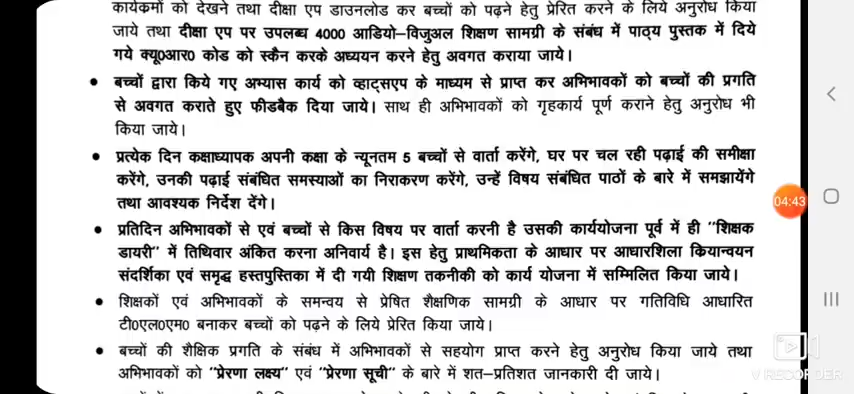 कार्यक्रमों को देखने तथा दीक्षा एप डाउनलोड कर बच्चों को पढ़ने हेतु प्रेरित करने के लिये अनुरोध किया
जाये तथा दीक्षा एप पर उपलब्ध 4000 आडियो–विजुअल शिक्षण सामग्री के संबंध में पाठ्य पुस्तक में दिये
गये क्यू0आर0 कोड को स्कैन करके अध्ययन करने हेतु अवगत कराया जाये।
• बच्चों द्वारा किये गए अभ्यास कार्य को व्हाट्सएप के माध्यम से प्राप्त कर अभिभावकों को बच्चों की प्रगति
से अवगत कराते हुए फीडबैक दिया जाये। साथ ही अभिभावकों को गृहकार्य पूर्ण कराने हेतु अनुरोध भी
किया जाये।
• प्रत्येक दिन कक्षाध्यापक अपनी कक्षा के न्यूनतम 5 बच्चों से वार्ता करेंगे, घर पर चल रही पढ़ाई की समीक्षा
करेंगे, उनकी पढ़ाई संबंधित समस्याओं का निराकरण करेंगे, उन्हें विषय संबंधित पाठों के बारे में समझायेंगे
तथा आवश्यक निर्देश देंगे।
04:43
• प्रतिदिन अभिभावकों से एवं बच्चों से किस विषय पर वार्ता करनी है उसकी कार्ययोजना पूर्व में ही "शिक्षक
डायरी" में तिथिवार अंकित करना अनिवार्य है। इस हेतु प्राथमिकता के आधार पर आधारशिला कियान्वयन
संदर्शिका एवं समृद्ध हस्तपुस्तिका में दी गयी शिक्षण तकनीकी को कार्य योजना में सम्मिलित किया जाये।
• शिक्षकों एवं अभिभावकों के समन्वय से प्रेषित शैक्षणिक सामग्री के आधार पर गतिविधि आधारित
टी0एल0एम0 बनाकर बच्चों को पढ़ने के लिये प्रेरित किया जाये।
• बच्चों की शैक्षिक प्रगति के संबंध में अभिभावकों से सहयोग प्राप्त करने हेतु अनुरोध किया जाये तथा
अभिभावकों को "प्रेरणा लक्ष्य" एवं "प्रेरणा सूची" के बारे में शत–प्रतिशत जानकारी दी जाये।
V RECORDER